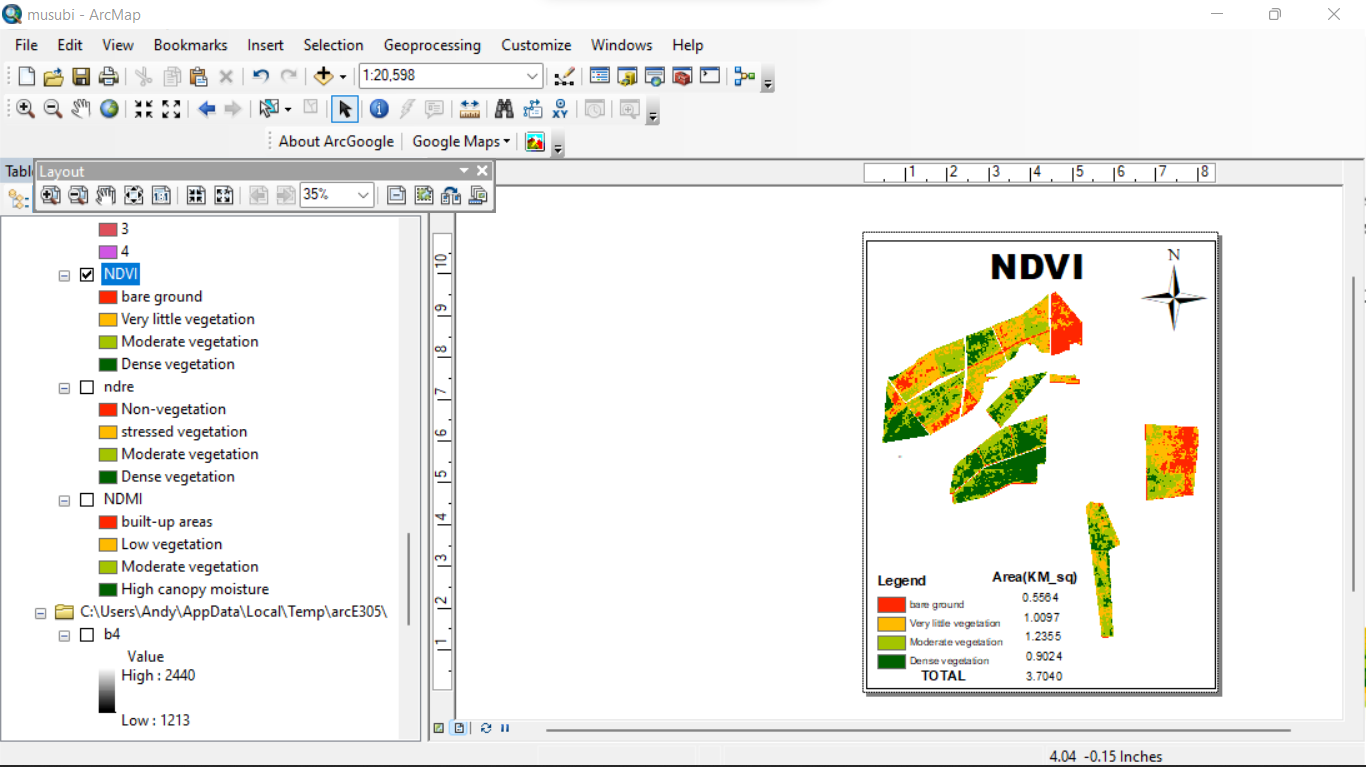 musubi - ArcMap
File Edit View Bookmarks Insert Selection Geoprocessing Customize Windows Help
1:20,598
About ArcGoogle Google Maps
Layout
35%
3
4
NDVI
bare ground
Very little vegetation
Moderate vegetation
Dense vegetation
ndre
Non-vegetation
stressed vegetation
Moderate vegetation
Dense vegetation
NDMI
built-up areas
Low vegetation
Moderate vegetation
High canopy moisture
C:\Users\Andy\AppData\Local\Temp\arcE305\
b4
Value
High : 2440
Low : 1213
1 2 3 4 5 6 7 8
10
9
8
7
6
5
4
3
2
1
NDVI
N
Legend Area(KM_sq)
bare ground 0.5564
Very little vegetation 1.0097
Moderate vegetation 1.2355
Dense vegetation 0.9024
TOTAL 3.7040
4.04 -0.15 Inches